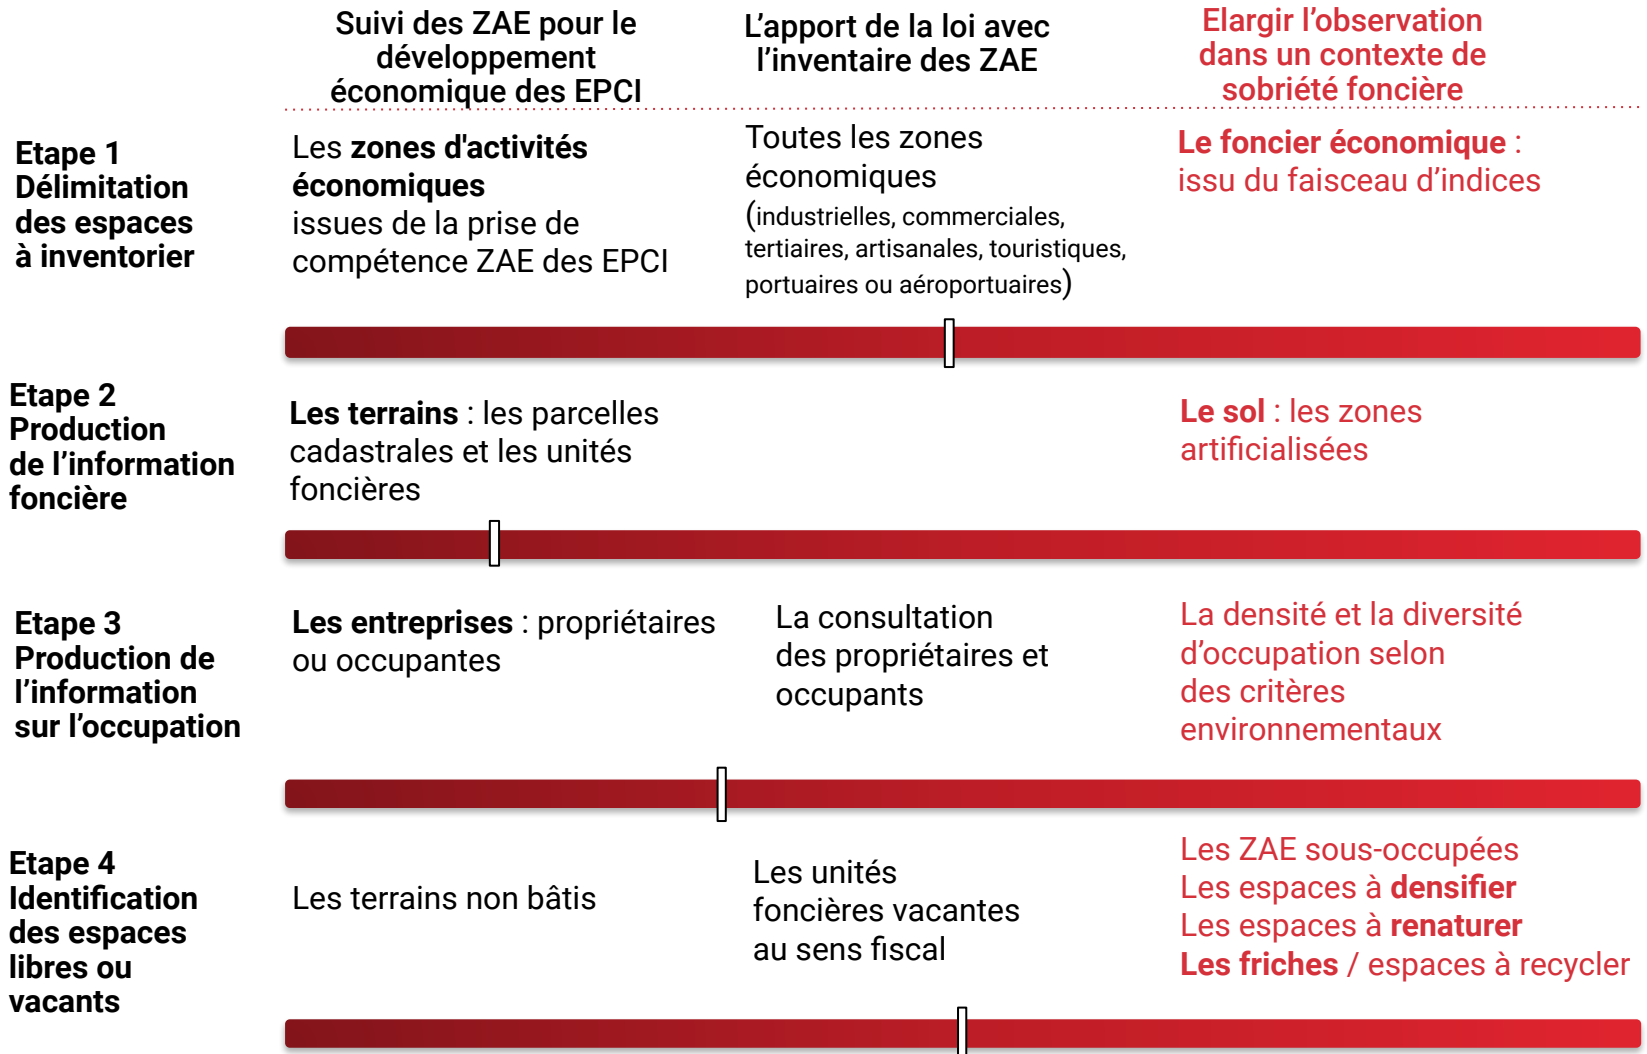 Suivi des ZAE pour le
développement
économique des EPCI
L'apport de la loi avec
l'inventaire des ZAE
Elargir l'observation
dans un contexte de
sobriété foncière
Etape 1
Délimitation
des espaces
à inventorier
Les zones d'activités
économiques
issues de la prise de
compétence ZAE des EPCI
Toutes les zones
économiques
(industrielles, commerciales,
tertiaires, artisanales, touristiques,
portuaires ou aéroportuaires)
Le foncier économique :
issu du faisceau d'indices
Etape 2
Production
de l'information
foncière
Les terrains : les parcelles
cadastrales et les unités
foncières
Le sol : les zones
artificialisées
Etape 3
Production de
l'information
sur l'occupation
Les entreprises : propriétaires
ou occupantes
La consultation
des propriétaires et
occupants
La densité et la diversité
d'occupation selon
des critères
environnementaux
Etape 4
Identification
des espaces
libres ou
vacants
Les terrains non bâtis
Les unités
foncières vacantes
au sens fiscal
Les ZAE sous-occupées
Les espaces à densifier
Les espaces à renaturer
Les friches / espaces à recycler